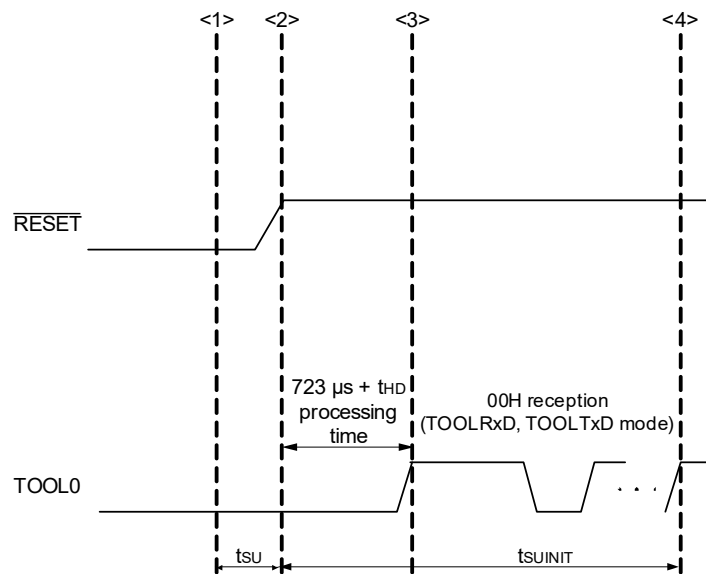 <1> <2> <3> <4>
RESET
723 µs + tHD
processing
time
00H reception
(TOOLRxD, TOOLTxD mode)
TOOL0
. . .
tSU
tSUINIT